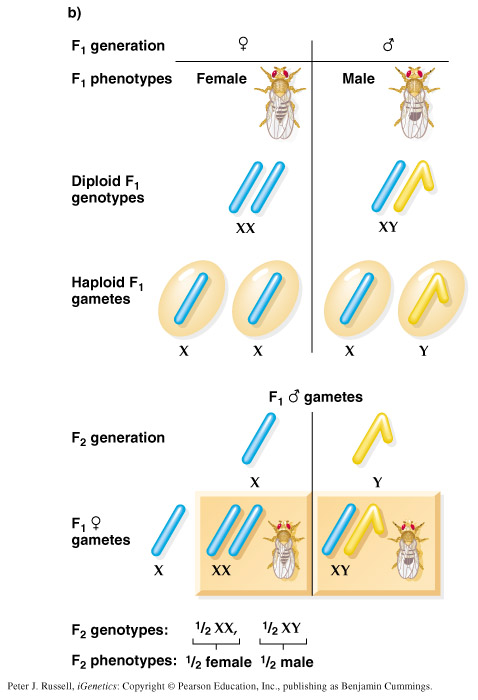 b)
F1 generation ♀ ♂
F1 phenotypes Female Male
Diploid F1
genotypes
XX XY
Haploid F1
gametes
X X X Y
F1 ♂ gametes
F2 generation
X Y
F1 ♀
gametes
X XX XY
F2 genotypes: 1/2 XX, 1/2 XY
F2 phenotypes: 1/2 female 1/2 male
Peter J. Russell, iGenetics: Copyright © Pearson Education, Inc., publishing as Benjamin Cummings.